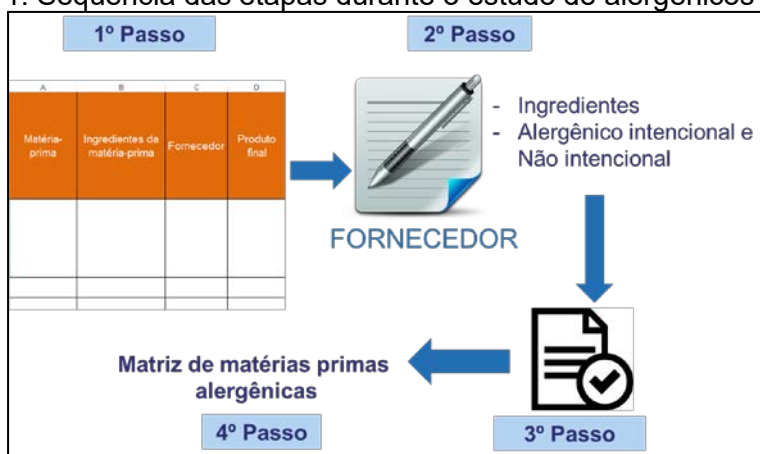 1. Sequência das etapas durante o estudo de alergênicos
1º Passo
2º Passo
A B C D
Matéria-
prima
Ingredientes da
matéria-prima
Fornecedor
Produto
final
- Ingredientes
- Alergênico intencional e
Não intencional
FORNECEDOR
Matriz de matérias primas
alergênicas
4º Passo
3º Passo